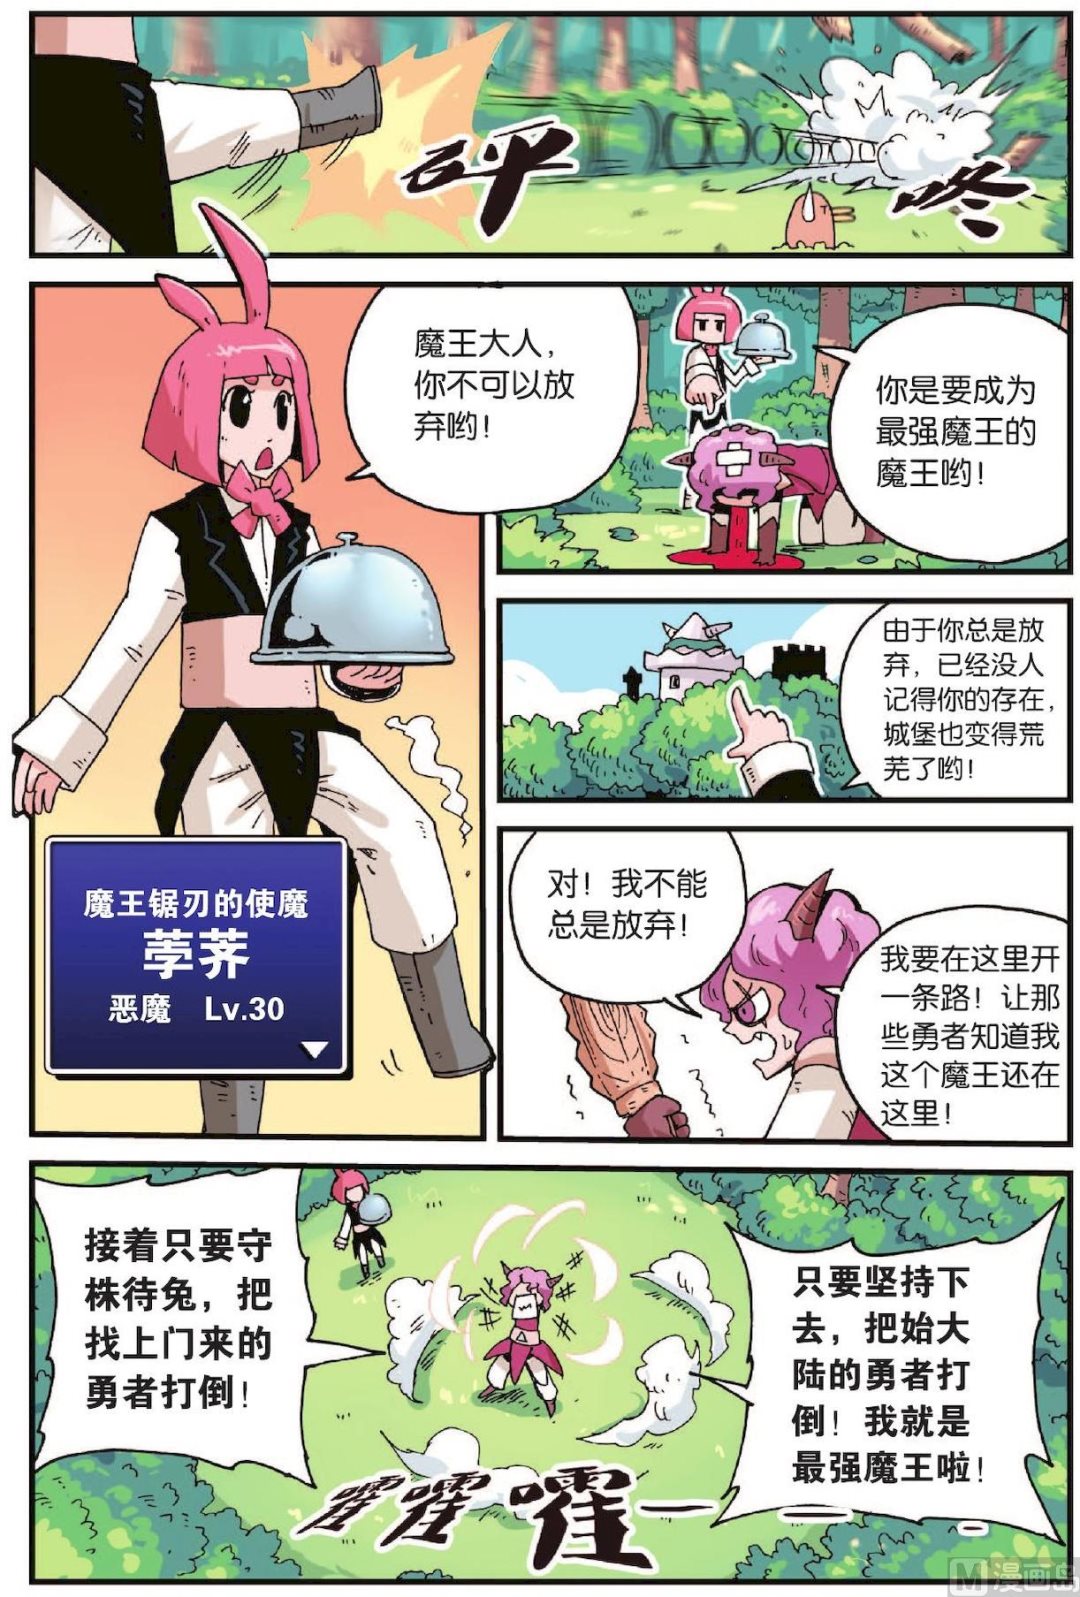 砰
咚
魔王大人，
你不可以放
弃哟！
你是要成为
最强魔王的
魔王哟！
由于你总是放
弃，已经没人
记得你的存在，
城堡也变得荒
芜了哟！
魔王锯刃的使魔
荸荠
恶魔 Lv.30
对！我不能
总是放弃！
我要在这里开
一条路！让那
些勇者知道我
这个魔王还在
这里！
接着只要守
株待兔，把
找上门来的
勇者打倒！
只要坚持下
去，把始大
陆的勇者打
倒！我就是
最强魔王啦！
嚯嚯嚯———
漫画岛